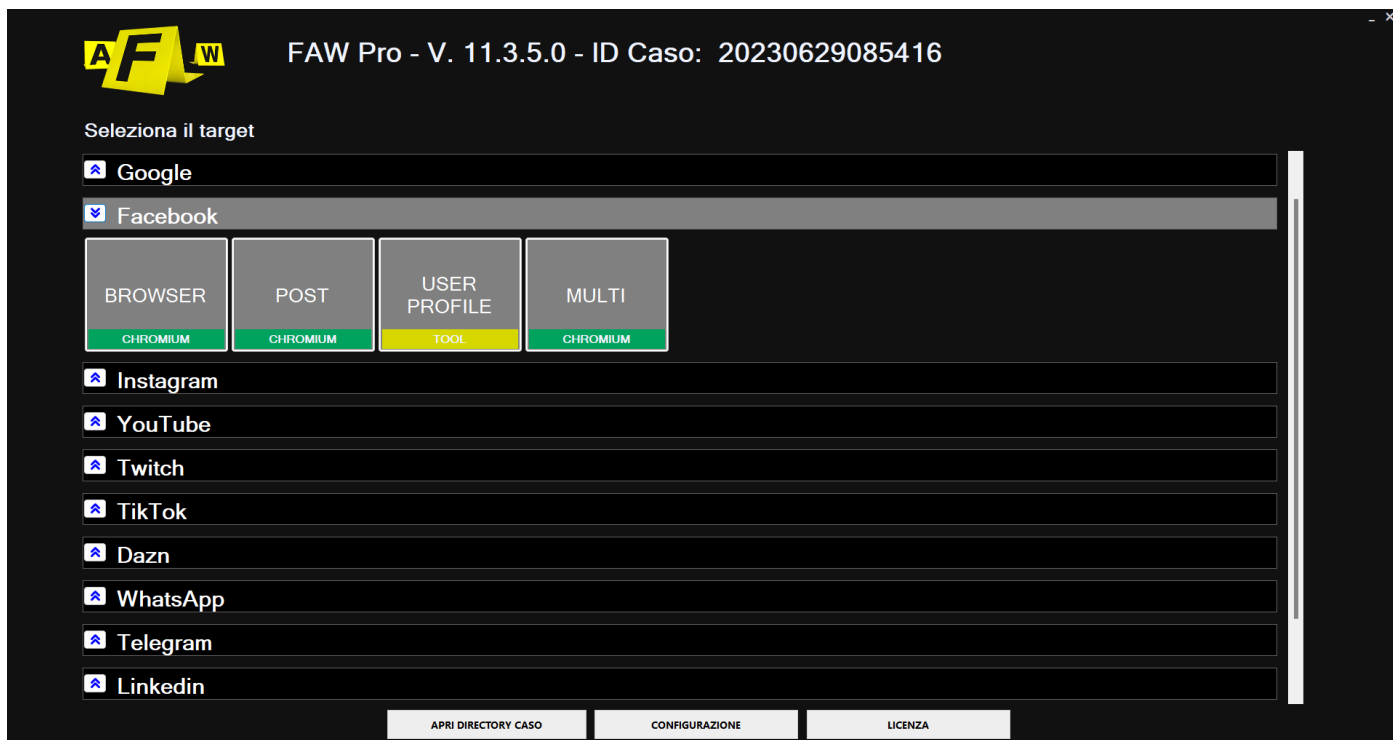 A F W
FAW Pro - V. 11.3.5.0 - ID Caso: 20230629085416
Seleziona il target
Google
Facebook
BROWSER
CHROMIUM
POST
CHROMIUM
USER
PROFILE
TOOL
MULTI
CHROMIUM
Instagram
YouTube
Twitch
TikTok
Dazn
WhatsApp
Telegram
Linkedin
APRI DIRECTORY CASO
CONFIGURAZIONE
LICENZA